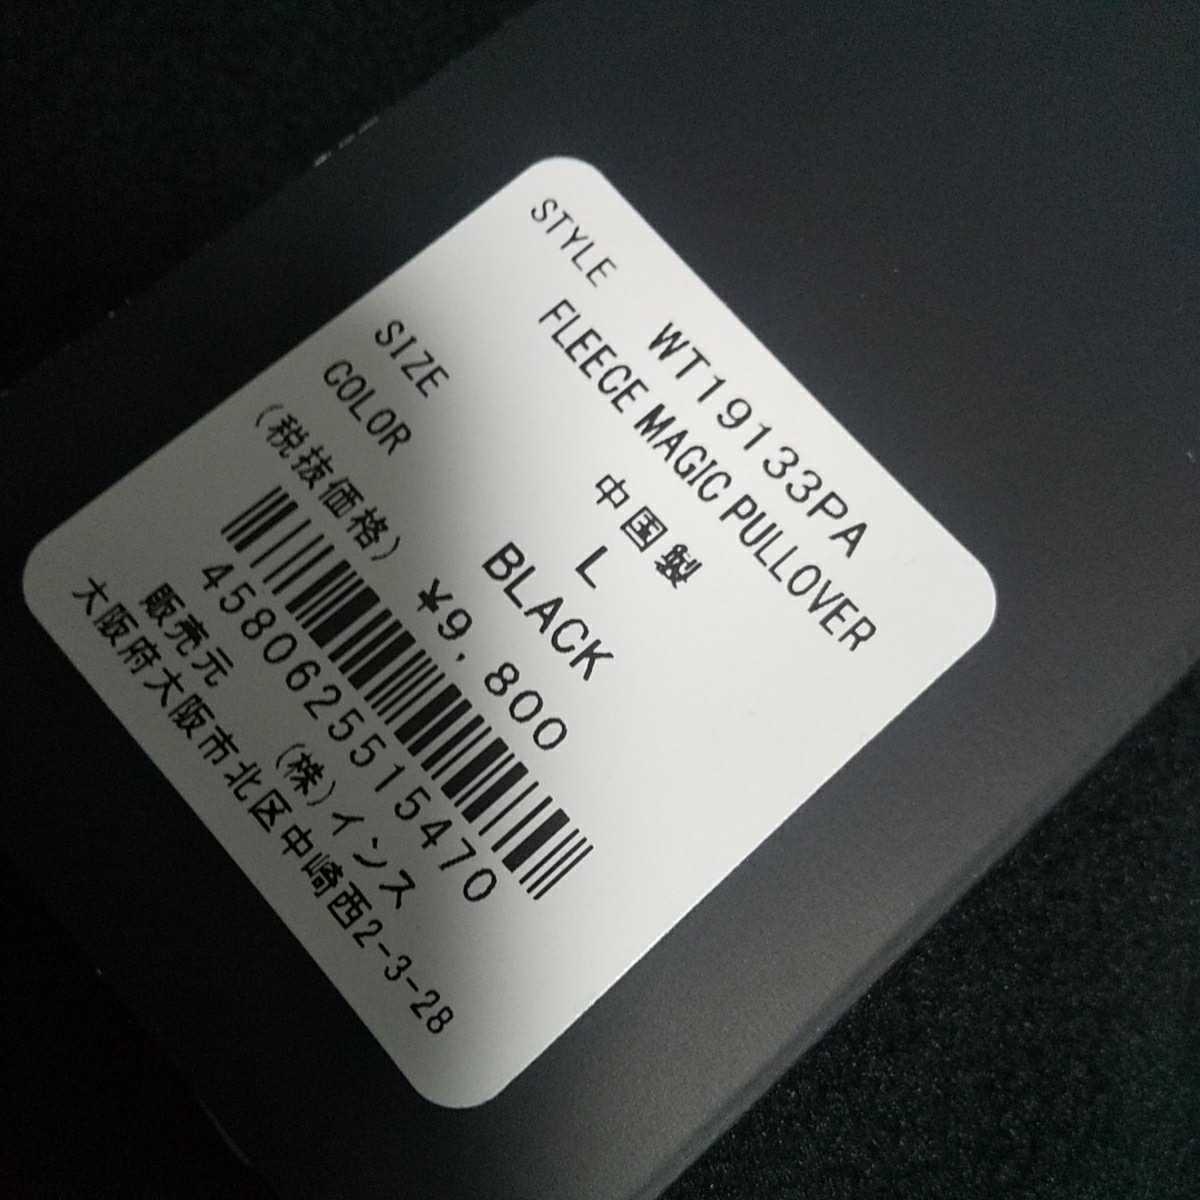 STYLE WT19133PA
FLEECE MAGIC PULLOVER
中国製
SIZE L
COLOR BLACK
(税抜価格) ¥9,800
4580625515470
販売元 (株)インス
大阪府大阪市北区中崎西2-3-28